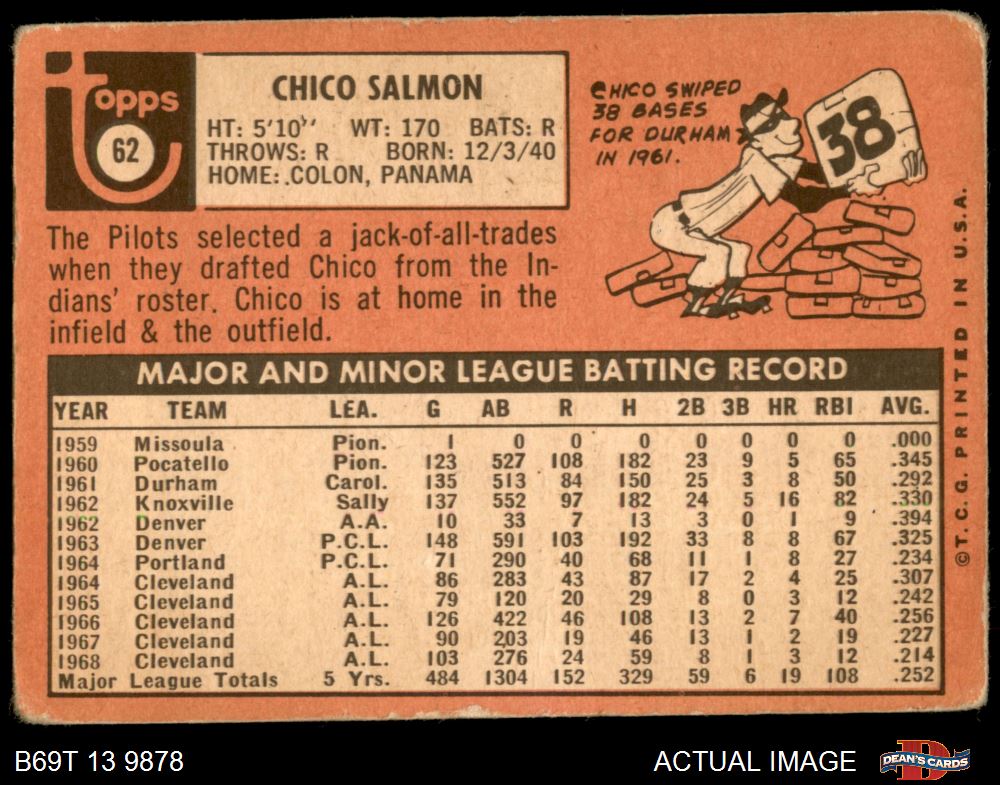 Topps
62
CHICO SALMON
HT: 5'10" WT: 170 BATS: R
THROWS: R BORN: 12/3/40
HOME: COLON, PANAMA
CHICO SWIPED
38 BASES
FOR DURHAM
IN 1961.
38
The Pilots selected a jack-of-all-trades
when they drafted Chico from the In-
dians' roster. Chico is at home in the
infield & the outfield.
MAJOR AND MINOR LEAGUE BATTING RECORD
YEAR TEAM LEA. G AB R H 2B 3B HR RBI AVG.
1959 Missoula Pion. 1 0 0 0 0 0 0 0 .000
1960 Pocatello Pion. 123 527 108 182 23 9 5 65 .345
1961 Durham Carol. 135 513 84 150 25 3 8 50 .292
1962 Knoxville Sally 137 552 97 182 24 5 16 82 .330
1962 Denver A.A. 10 33 7 13 3 0 1 9 .394
1963 Denver P.C.L. 148 591 103 192 33 8 8 67 .325
1964 Portland P.C.L. 71 290 40 68 11 1 8 27 .234
1964 Cleveland A.L. 86 283 43 87 17 2 4 25 .307
1965 Cleveland A.L. 79 120 20 29 8 0 3 12 .242
1966 Cleveland A.L. 126 422 46 108 13 2 7 40 .256
1967 Cleveland A.L. 90 203 19 46 13 1 2 19 .227
1968 Cleveland A.L. 103 276 24 59 8 1 3 12 .214
Major League Totals 5 Yrs. 484 1304 152 329 59 6 19 108 .252
©T.C.G. PRINTED IN U.S.A.
B69T 13 9878
ACTUAL IMAGE
D
DEAN'S CARDS